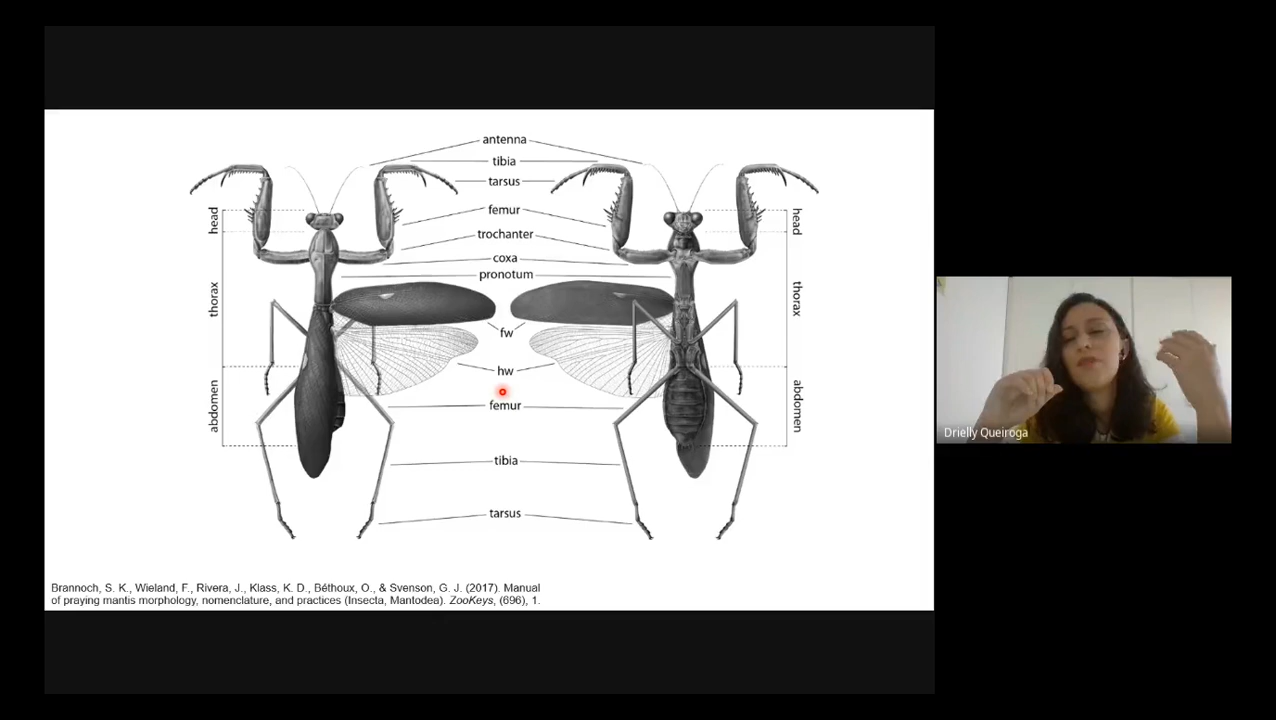 antenna
tibia
tarsus
femur
trochanter
coxa
pronotum
fw
hw
femur
tibia
tarsus
head
thorax
abdomen
head
thorax
abdomen
Brannoch, S. K., Wieland, F., Rivera, J., Klass, K. D., Béthoux, O., & Svenson, G. J. (2017). Manual
of praying mantis morphology, nomenclature, and practices (Insecta, Mantodea). ZooKeys, (696), 1.
Drielly Queiroga